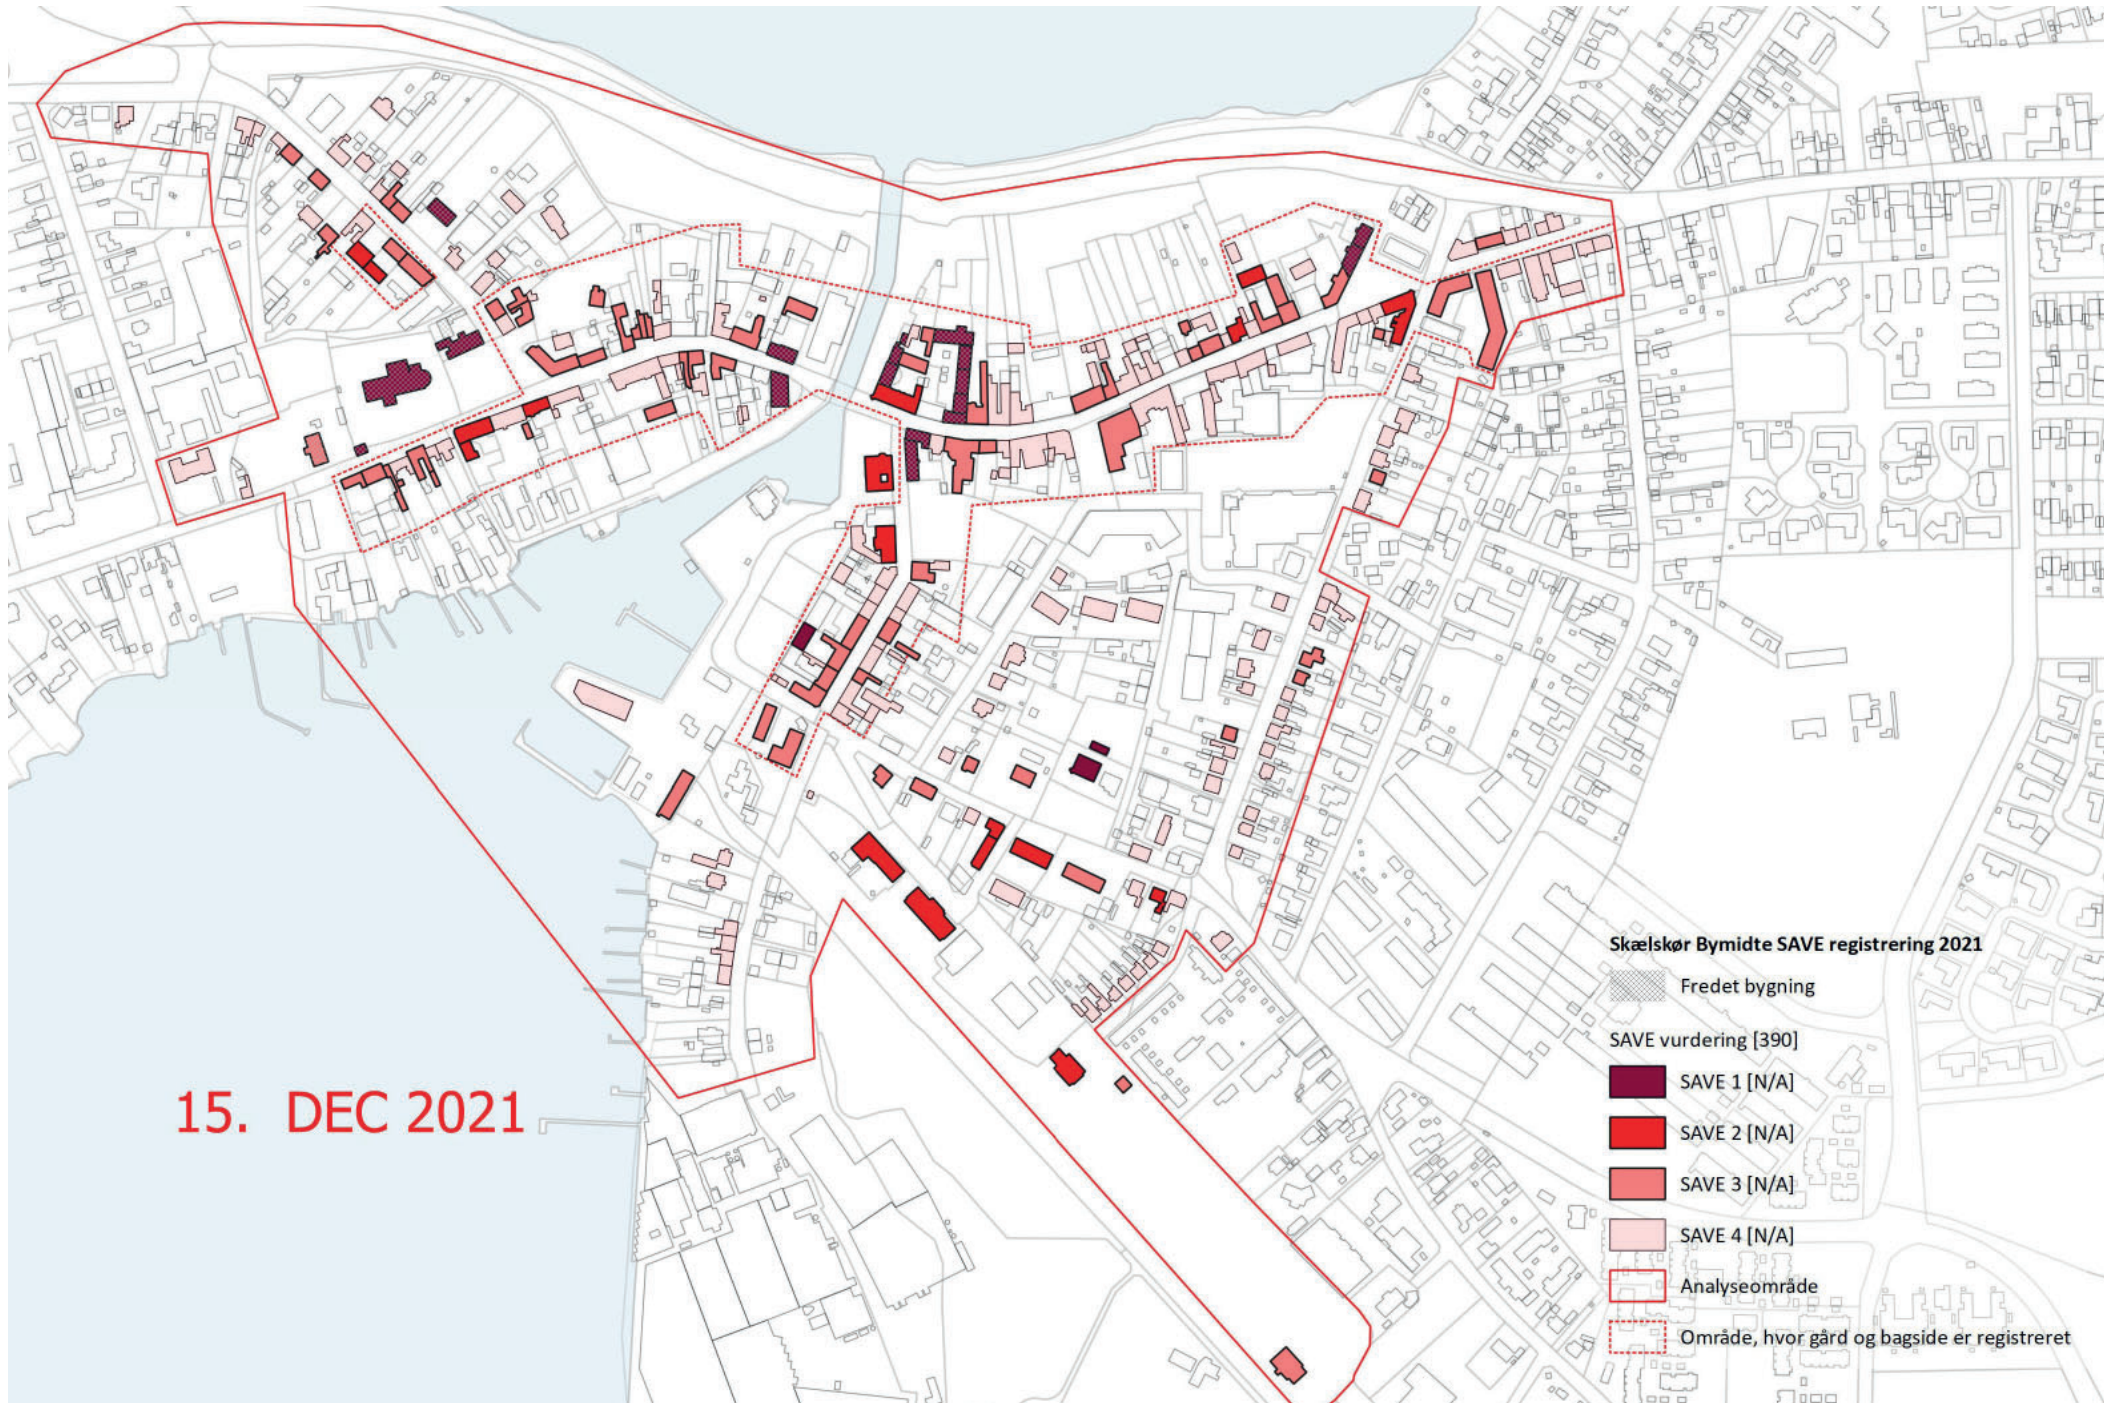 15. DEC 2021
Skælskør Bymidte SAVE registrering 2021
Fredet bygning
SAVE vurdering [390]
SAVE 1 [N/A]
SAVE 2 [N/A]
SAVE 3 [N/A]
SAVE 4 [N/A]
Analyseområde
Område, hvor gård og bagside er registreret